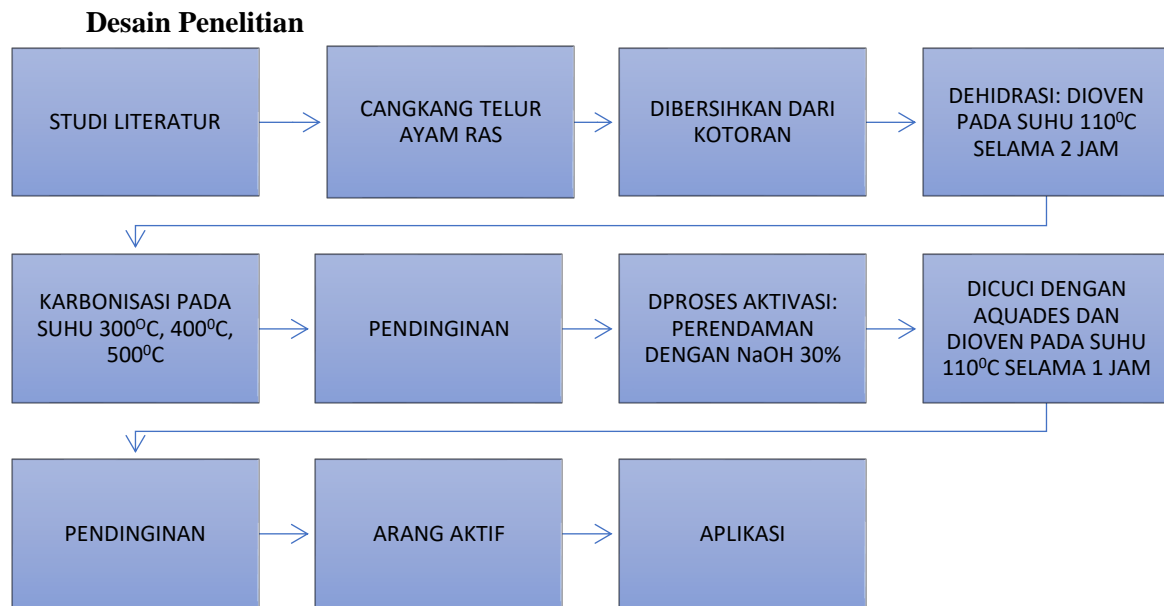 Desain Penelitian
STUDI LITERATUR
CANGKANG TELUR
AYAM RAS
DIBERSIHKAN DARI
KOTORAN
DEHIDRASI: DIOVEN
PADA SUHU 110⁰C
SELAMA 2 JAM
KARBONISASI PADA
SUHU 300ᴼC, 400⁰C,
500⁰C
PENDINGINAN
DPROSES AKTIVASI:
PERENDAMAN
DENGAN NaOH 30%
DICUCI DENGAN
AQUADES DAN
DIOVEN PADA SUHU
110⁰C SELAMA 1 JAM
PENDINGINAN
ARANG AKTIF
APLIKASI